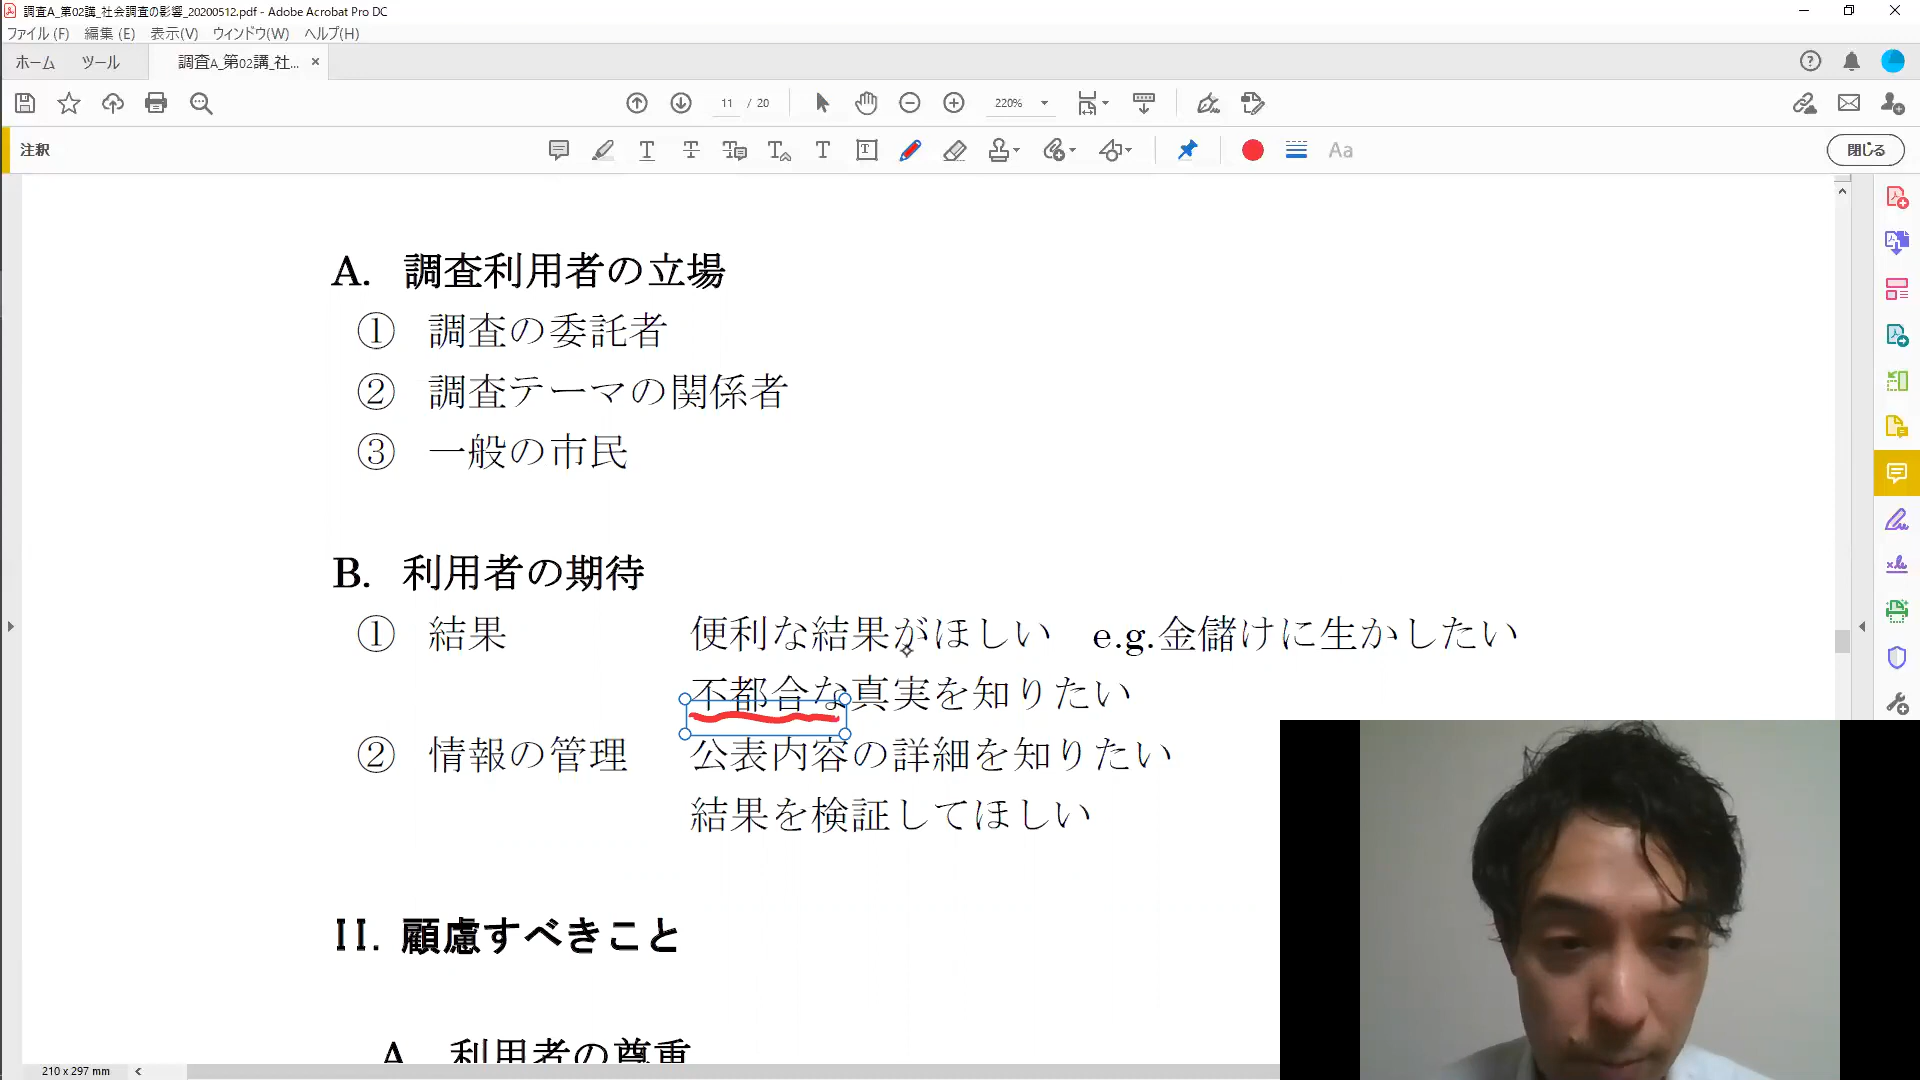 調査A_第02講_社会調査の影響_20200512.pdf - Adobe Acrobat Pro DC
ファイル(F) 編集(E) 表示(V) ウィンドウ(W) ヘルプ(H)
ホーム ツール 調査A_第02講_社... ×
11 / 20 220%
注釈 Aa 閉じる
A. 調査利用者の立場
① 調査の委託者
② 調査テーマの関係者
③ 一般の市民
B. 利用者の期待
① 結果 便利な結果がほしい e.g.金儲けに生かしたい
不都合な真実を知りたい
② 情報の管理 公表内容の詳細を知りたい
結果を検証してほしい
II. 顧慮すべきこと
A 利用者の尊重
210 x 297 mm